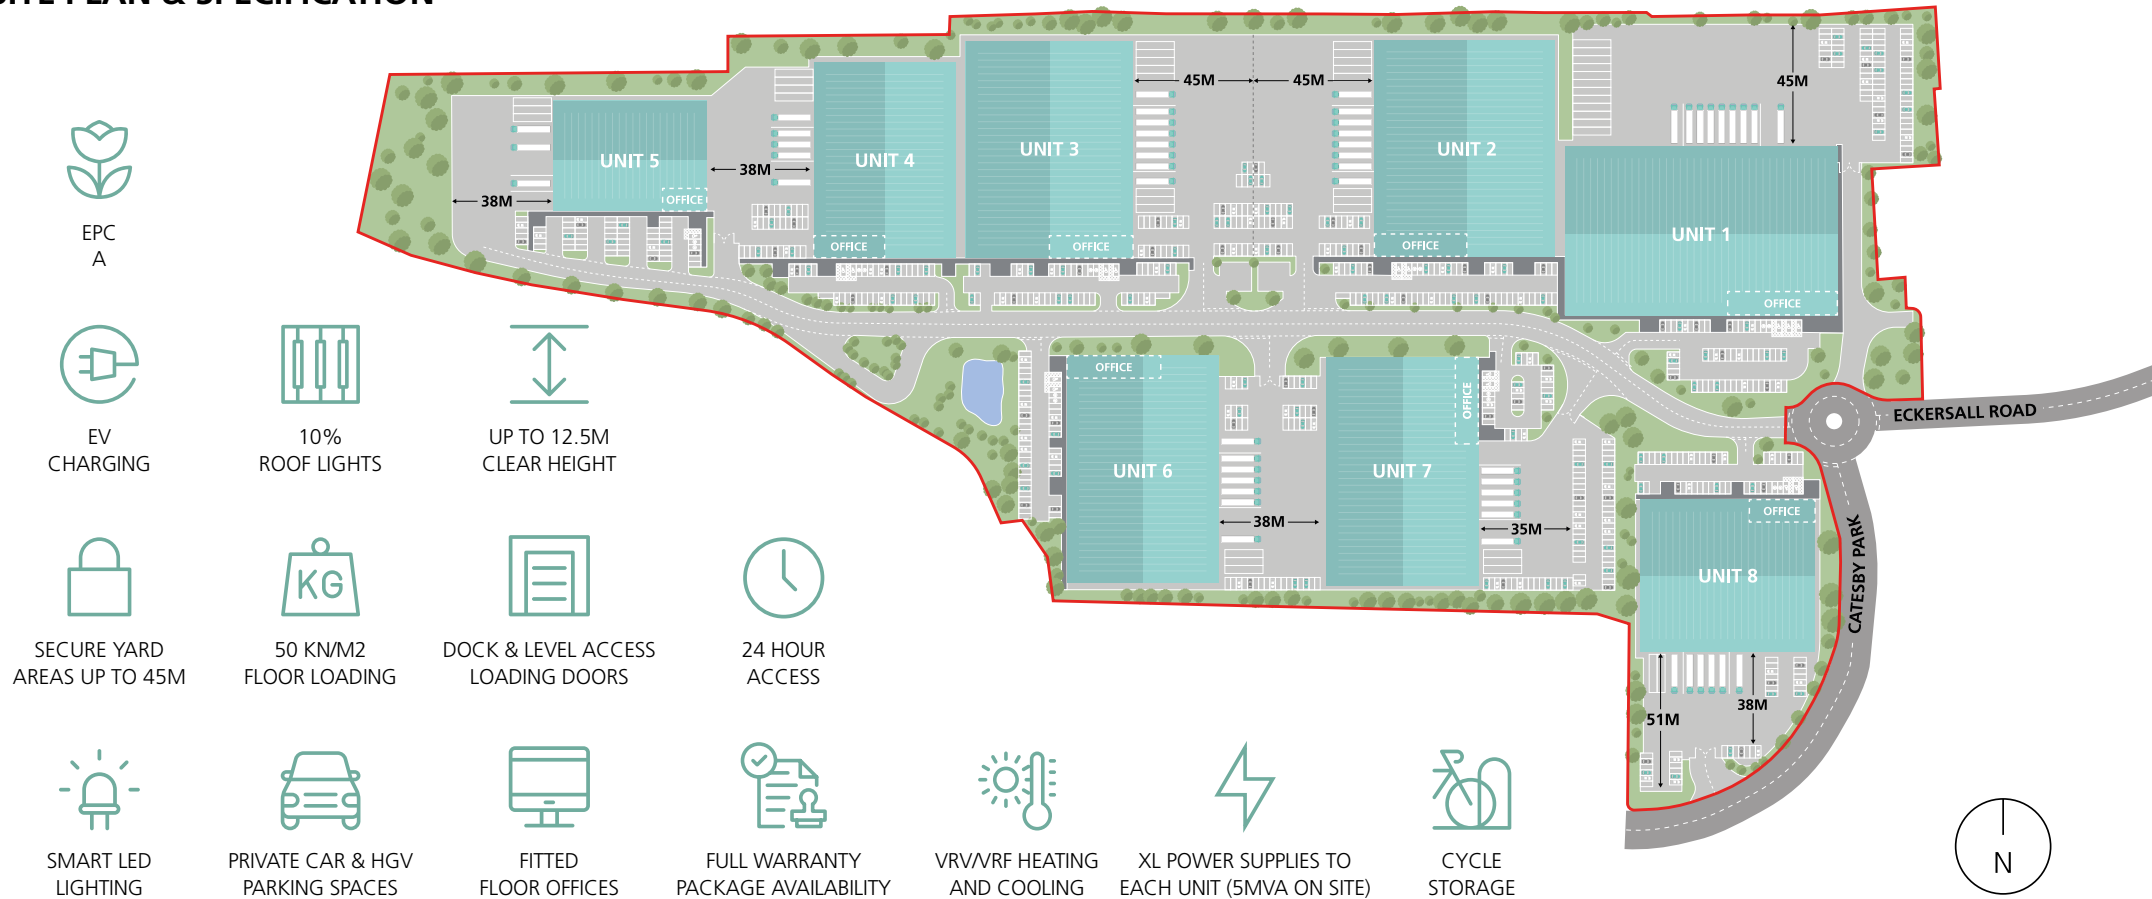 SITE PLAN & SPECIFICATION
EPC
A
EV
CHARGING
10%
ROOF LIGHTS
UP TO 12.5M
CLEAR HEIGHT
SECURE YARD
AREAS UP TO 45M
50 KN/M2
FLOOR LOADING
KG
DOCK & LEVEL ACCESS
LOADING DOORS
24 HOUR
ACCESS
SMART LED
LIGHTING
PRIVATE CAR & HGV
PARKING SPACES
FITTED
FLOOR OFFICES
FULL WARRANTY
PACKAGE AVAILABILITY
VRV/VRF HEATING
AND COOLING
XL POWER SUPPLIES TO
EACH UNIT (5MVA ON SITE)
CYCLE
STORAGE
UNIT 5
OFFICE
38M
38M
UNIT 4
OFFICE
UNIT 3
OFFICE
45M
45M
UNIT 2
OFFICE
45M
UNIT 1
OFFICE
OFFICE
UNIT 6
38M
UNIT 7
OFFICE
35M
OFFICE
UNIT 8
51M
38M
ECKERSALL ROAD
CATESBY PARK
N